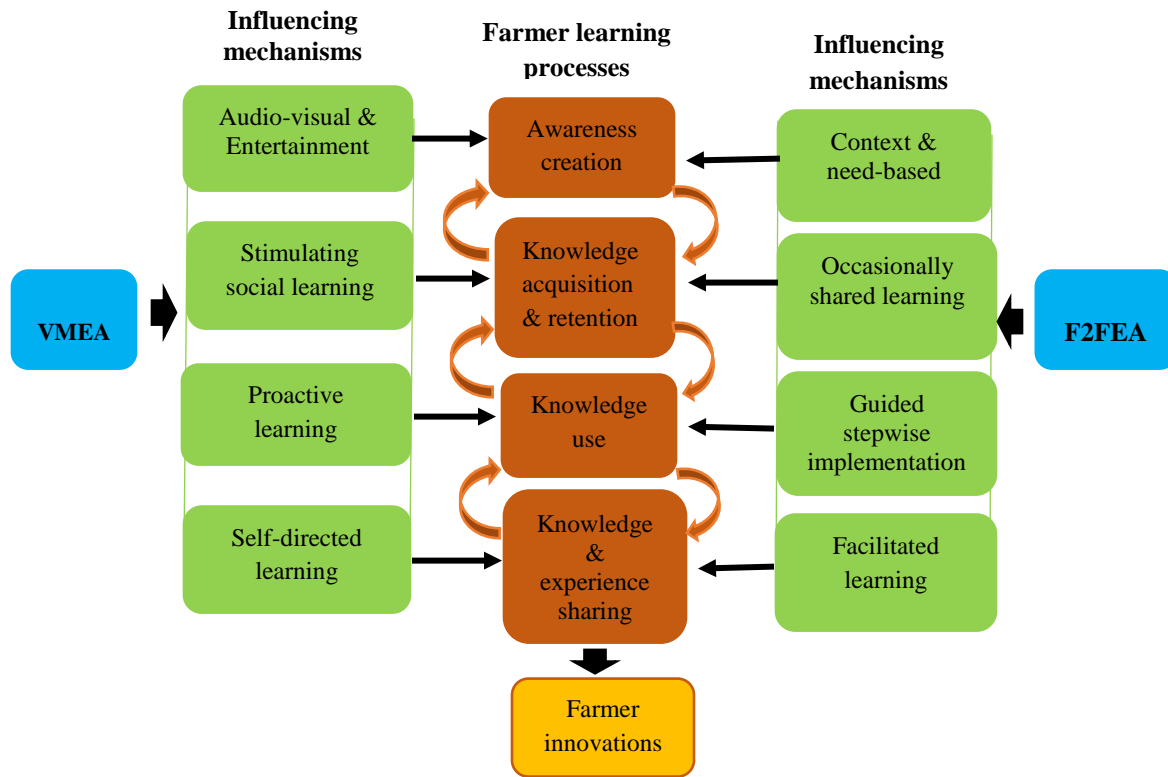 Influencing
mechanisms
Farmer learning
processes
Influencing
mechanisms
Audio-visual &
Entertainment
Awareness
creation
Context &
need-based
Stimulating
social learning
Knowledge
acquisition
& retention
Occasionally
shared learning
VMEA
F2FEA
Proactive
learning
Knowledge
use
Guided
stepwise
implementation
Self-directed
learning
Knowledge
&
experience
sharing
Facilitated
learning
Farmer
innovations